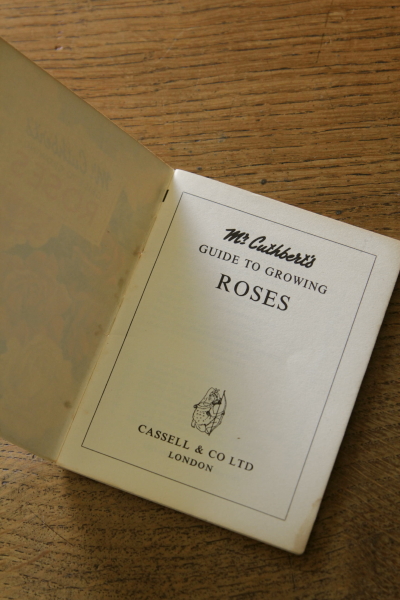 Mr. Cuthbert's
GUIDE TO GROWING
ROSES
CASSELL & CO LTD
LONDON